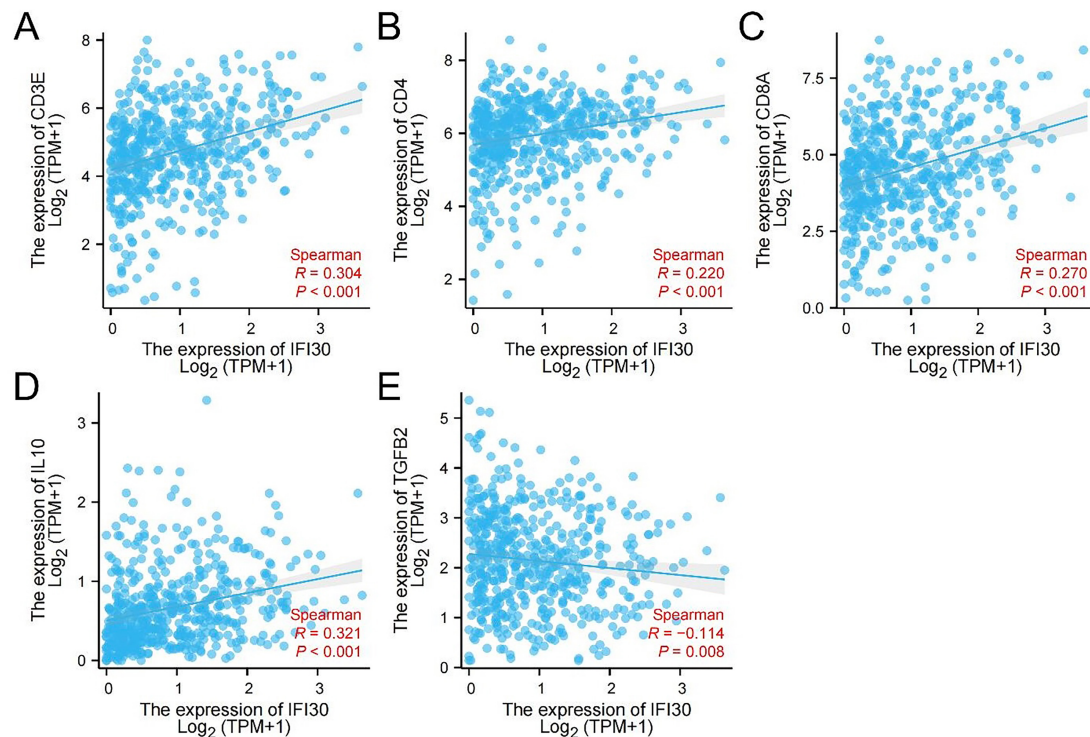 A
The expression of CD3E
Log2 (TPM+1)
8
6
4
2
Spearman
R = 0.304
P < 0.001
0 1 2 3
The expression of IFI30
Log2 (TPM+1)
B
The expression of CD4
Log2 (TPM+1)
8
6
4
2
Spearman
R = 0.220
P < 0.001
0 1 2 3
The expression of IFI30
Log2 (TPM+1)
C
The expression of CD8A
Log2 (TPM+1)
7.5
5.0
2.5
0.0
Spearman
R = 0.270
P < 0.001
0 1 2 3
The expression of IFI30
Log2 (TPM+1)
D
The expression of IL10
Log2 (TPM+1)
3
2
1
0
Spearman
R = 0.321
P < 0.001
0 1 2 3
The expression of IFI30
Log2 (TPM+1)
E
The expression of TGFB2
Log2 (TPM+1)
5
4
3
2
1
0
Spearman
R = −0.114
P = 0.008
0 1 2 3
The expression of IFI30
Log2 (TPM+1)